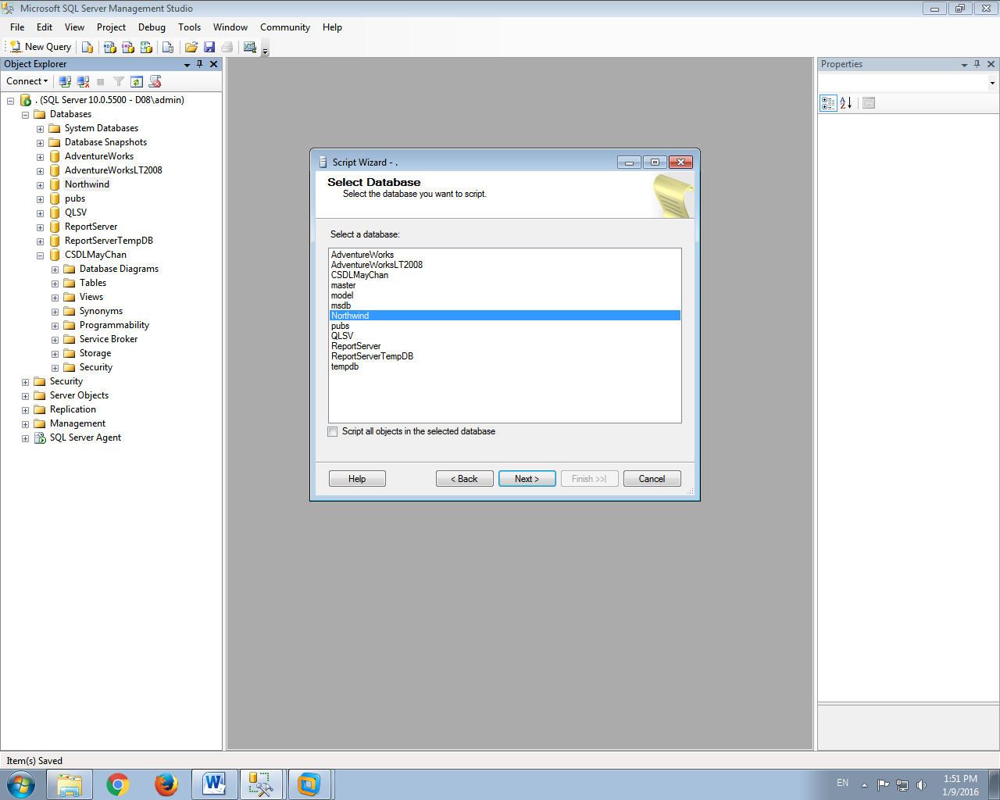 Microsoft SQL Server Management Studio
File Edit View Project Debug Tools Window Community Help
New Query
Object Explorer
Connect
. (SQL Server 10.0.5500 - D08\admin)
Databases
System Databases
Database Snapshots
AdventureWorks
AdventureWorksLT2008
Northwind
pubs
QLSV
ReportServer
ReportServerTempDB
CSDLMayChan
Database Diagrams
Tables
Views
Synonyms
Programmability
Service Broker
Storage
Security
Security
Server Objects
Replication
Management
SQL Server Agent
Script Wizard - .
Select Database
Select the database you want to script.
Select a database:
AdventureWorks
AdventureWorksLT2008
CSDLMayChan
master
model
msdb
Northwind
pubs
QLSV
ReportServer
ReportServerTempDB
tempdb
Script all objects in the selected database
Help < Back Next > Finish >>| Cancel
Properties
Item(s) Saved
EN
1:51 PM
1/9/2016